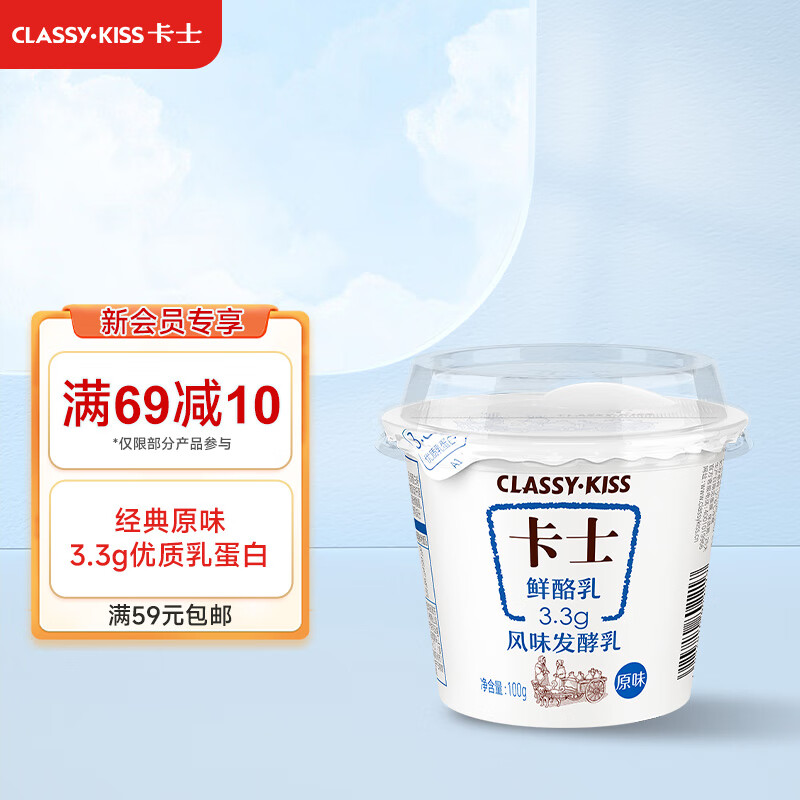 CLASSY·KISS 卡士
新会员专享
满69减10
*仅限部分产品参与
经典原味
3.3g优质乳蛋白
满59元包邮
A1
CLASSY·KISS
卡士
鲜酪乳
3.3g
风味发酵乳
净含量:100g
原味